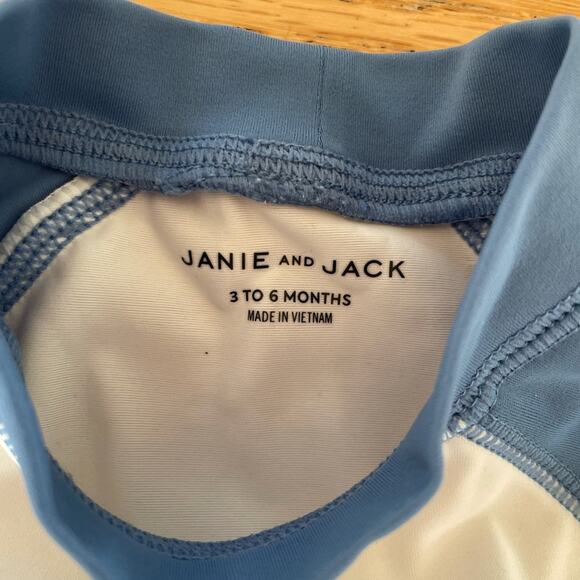 JANIE AND JACK
3 TO 6 MONTHS
MADE IN VIETNAM